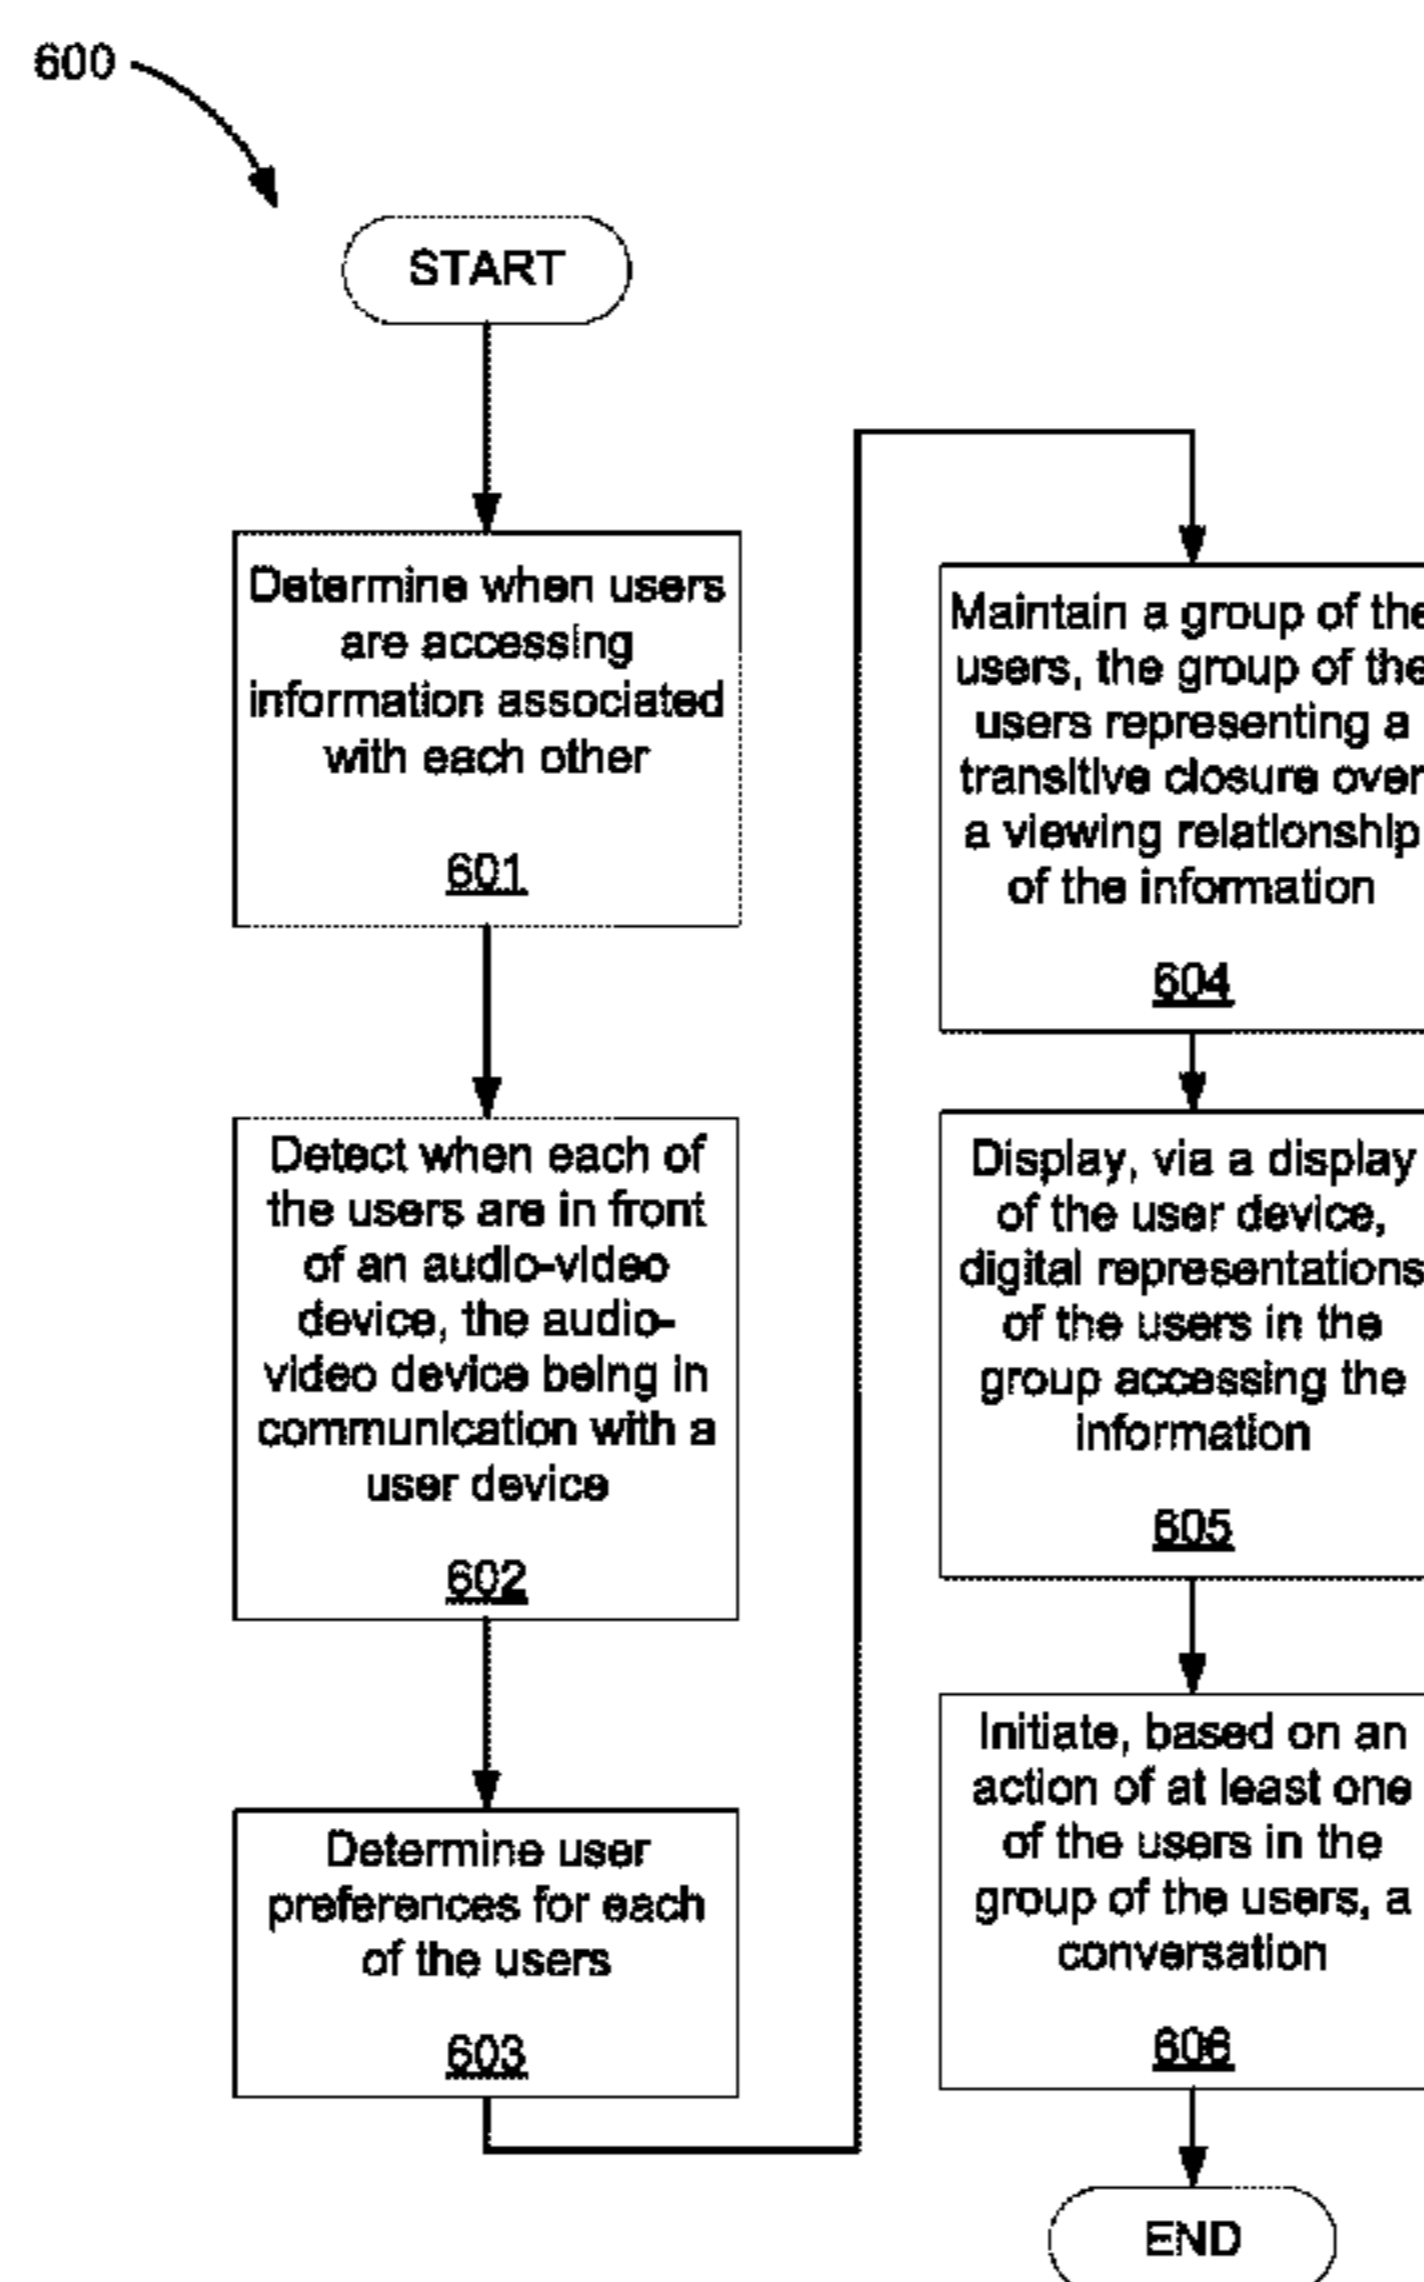 600
START
Determine when users
are accessing
information associated
with each other
601
Detect when each of
the users are in front
of an audio-video
device, the audio-
video device being in
communication with a
user device
602
Determine user
preferences for each
of the users
603
Maintain a group of the
users, the group of the
users representing a
transitive closure over
a viewing relationship
of the information
604
Display, via a display
of the user device,
digital representations
of the users in the
group accessing the
information
605
Initiate, based on an
action of at least one
of the users in the
group of the users, a
conversation
606
END